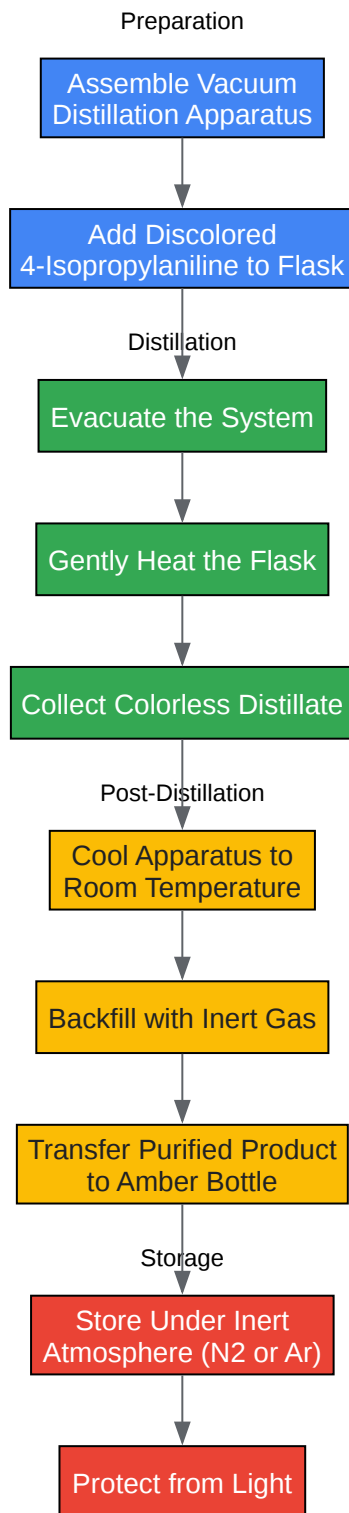 Preparation
Assemble Vacuum
Distillation Apparatus
Add Discolored
4-Isopropylaniline to Flask
Distillation
Evacuate the System
Gently Heat the Flask
Collect Colorless Distillate
Post-Distillation
Cool Apparatus to
Room Temperature
Backfill with Inert Gas
Transfer Purified Product
to Amber Bottle
Storage
Store Under Inert
Atmosphere (N2 or Ar)
Protect from Light